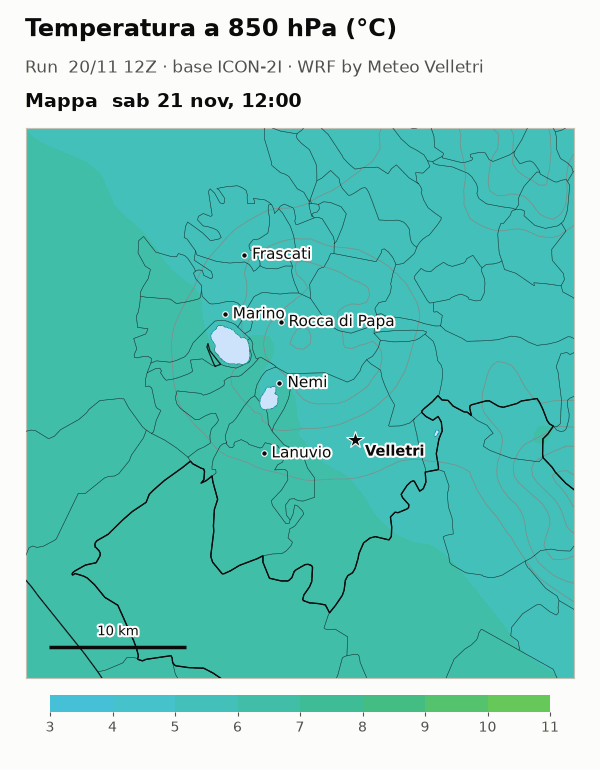 Temperatura a 850 hPa (°C)
Run  20/11 12Z · base ICON-2I · WRF by Meteo Velletri
Mappa  sab 21 nov, 12:00
Frascati
Marino
Rocca di Papa
Nemi
Velletri
Lanuvio
10 km
3 4 5 6 7 8 9 10 11